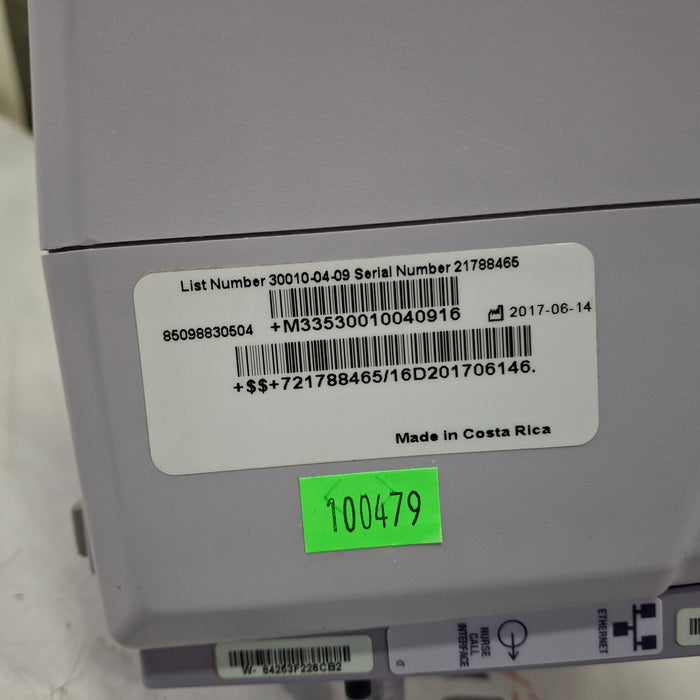 List Number 30010-04-09 Serial Number 21788465
85098830504 +M33530010040916 2017-06-14
+$$+721788465/16D201706146.
Made in Costa Rica
100479
W- 84253F226CB2
NURSE
CALL
INTERFACE
ETHERNET